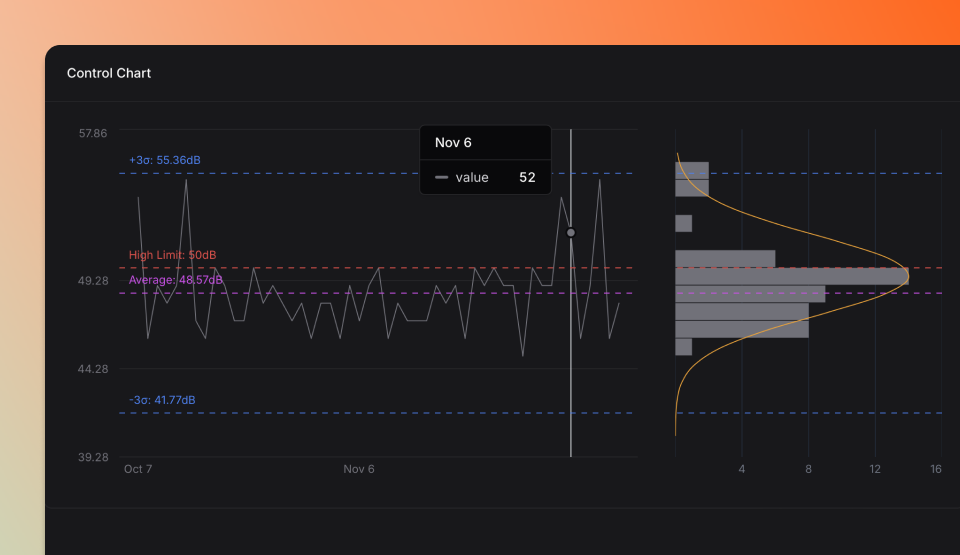 Control Chart
57.86
+3σ: 55.36dB
High Limit: 50dB
Average: 48.57dB
49.28
44.28
-3σ: 41.77dB
39.28
Oct 7
Nov 6
Nov 6
value 52
4
8
12
16